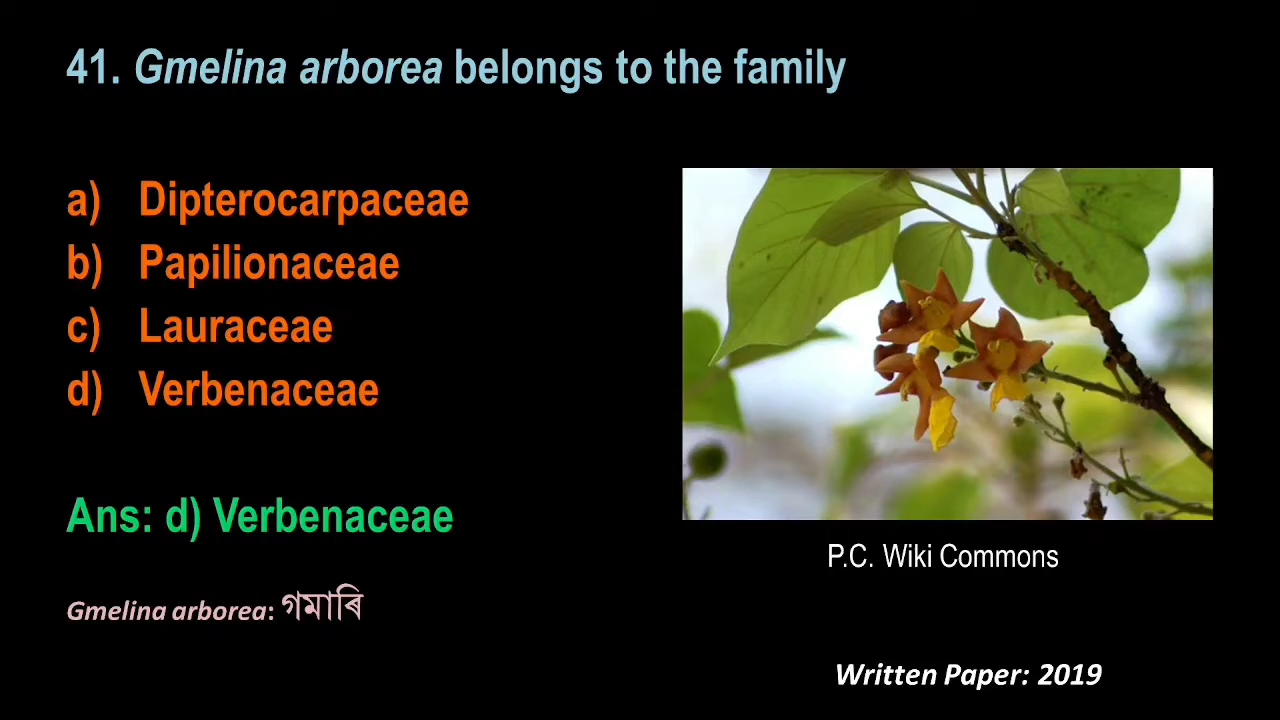 41. Gmelina arborea belongs to the family
a) Dipterocarpaceae
b) Papilionaceae
c) Lauraceae
d) Verbenaceae
Ans: d) Verbenaceae
P.C. Wiki Commons
Gmelina arborea: গমাৰি
Written Paper: 2019